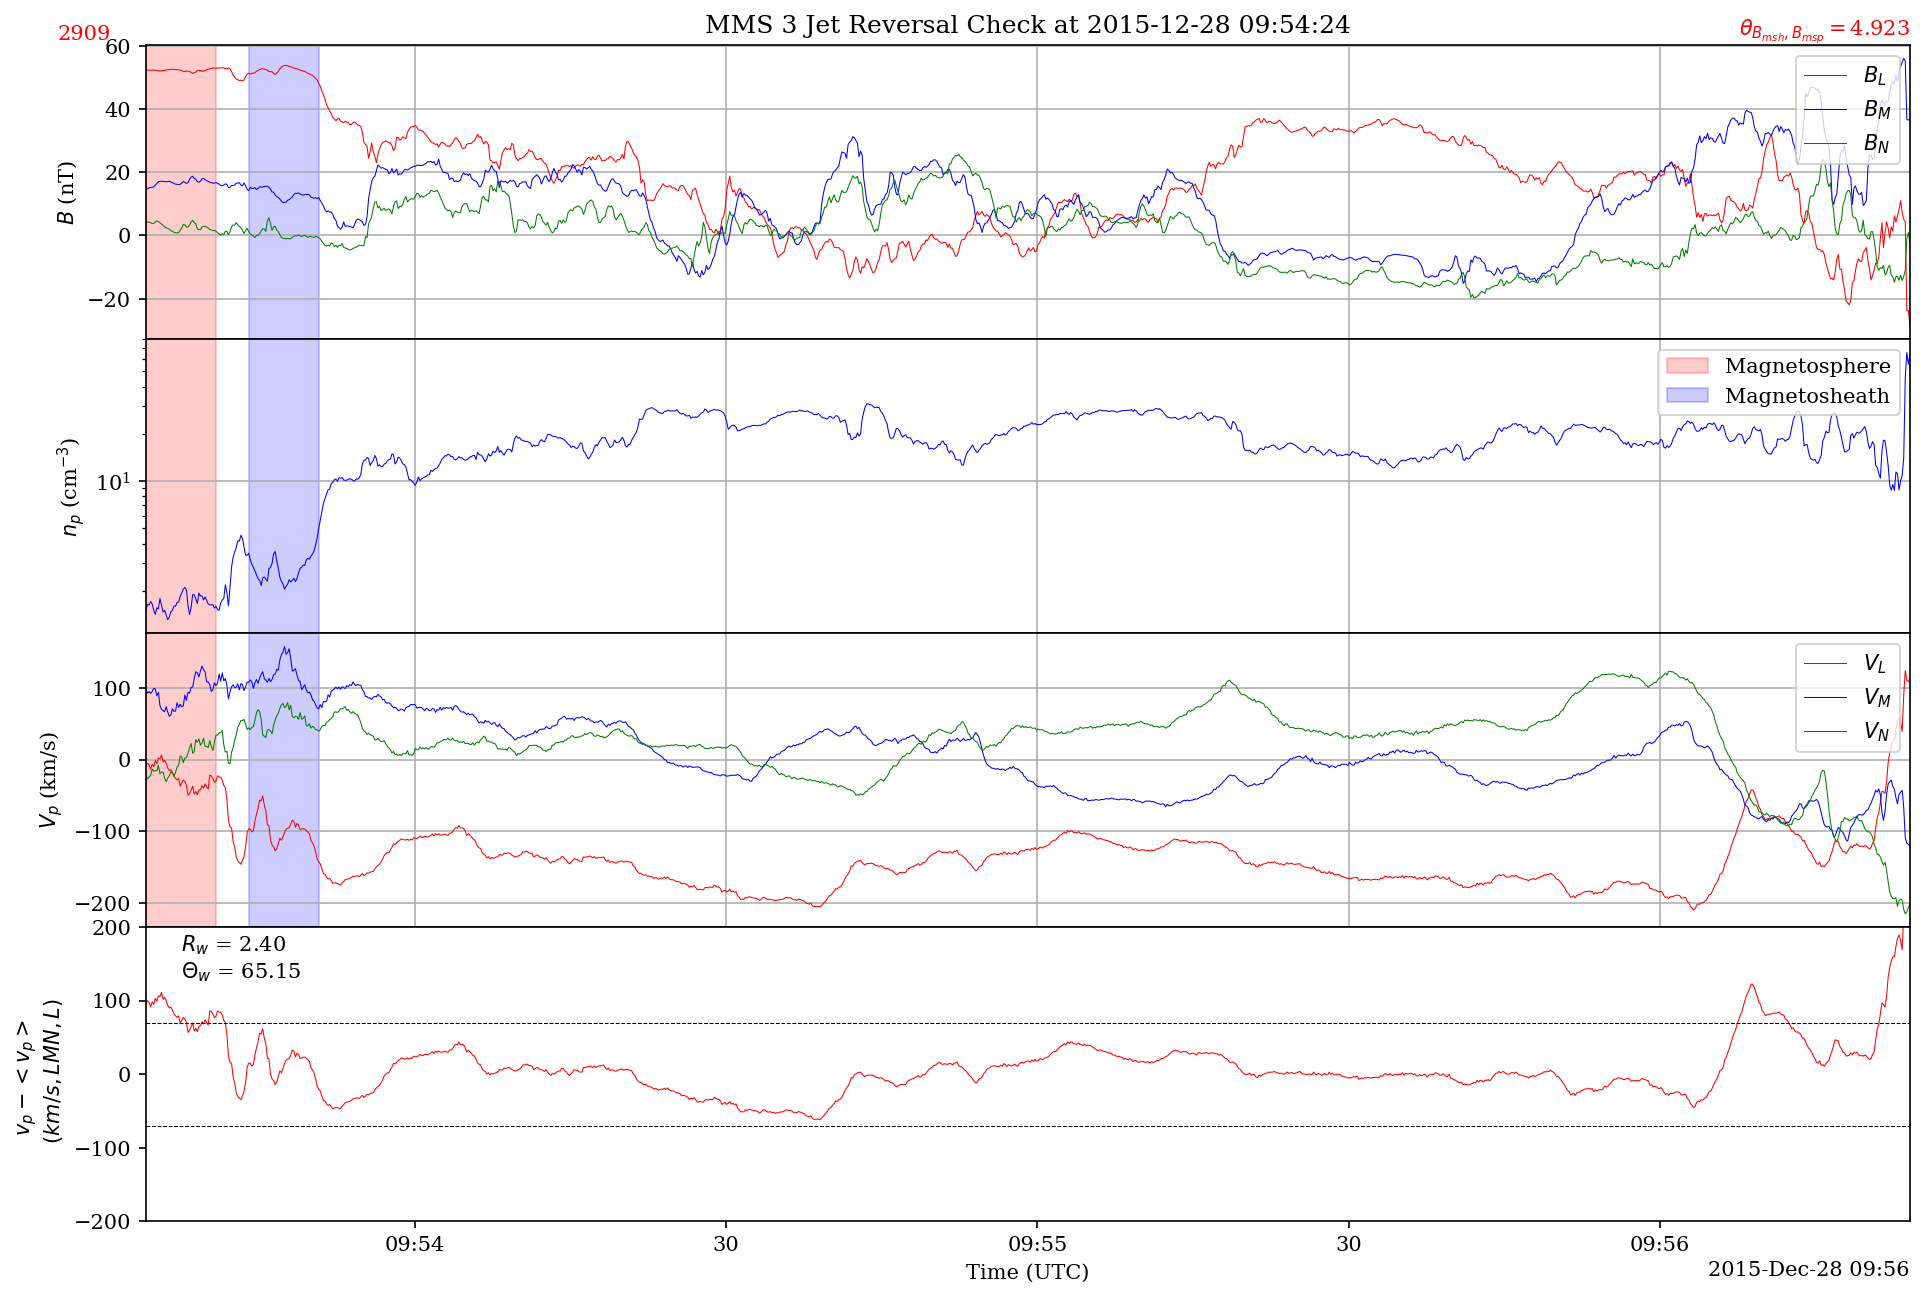 MMS 3 Jet Reversal Check at 2015-12-28 09:54:24
2909
θ_{B_{msh}, B_{msp}} = 4.923
60
40
20
0
−20
B (nT)
B_L
B_M
B_N
10^1
n_p (cm^{−3})
Magnetosphere
Magnetosheath
100
0
−100
−200
V_p (km/s)
V_L
V_M
V_N
200
100
0
−100
−200
v_p − <v_p>
(km/s, LMN, L)
R_w = 2.40
Θ_w = 65.15
09:54
30
09:55
30
09:56
Time (UTC)
2015-Dec-28 09:56